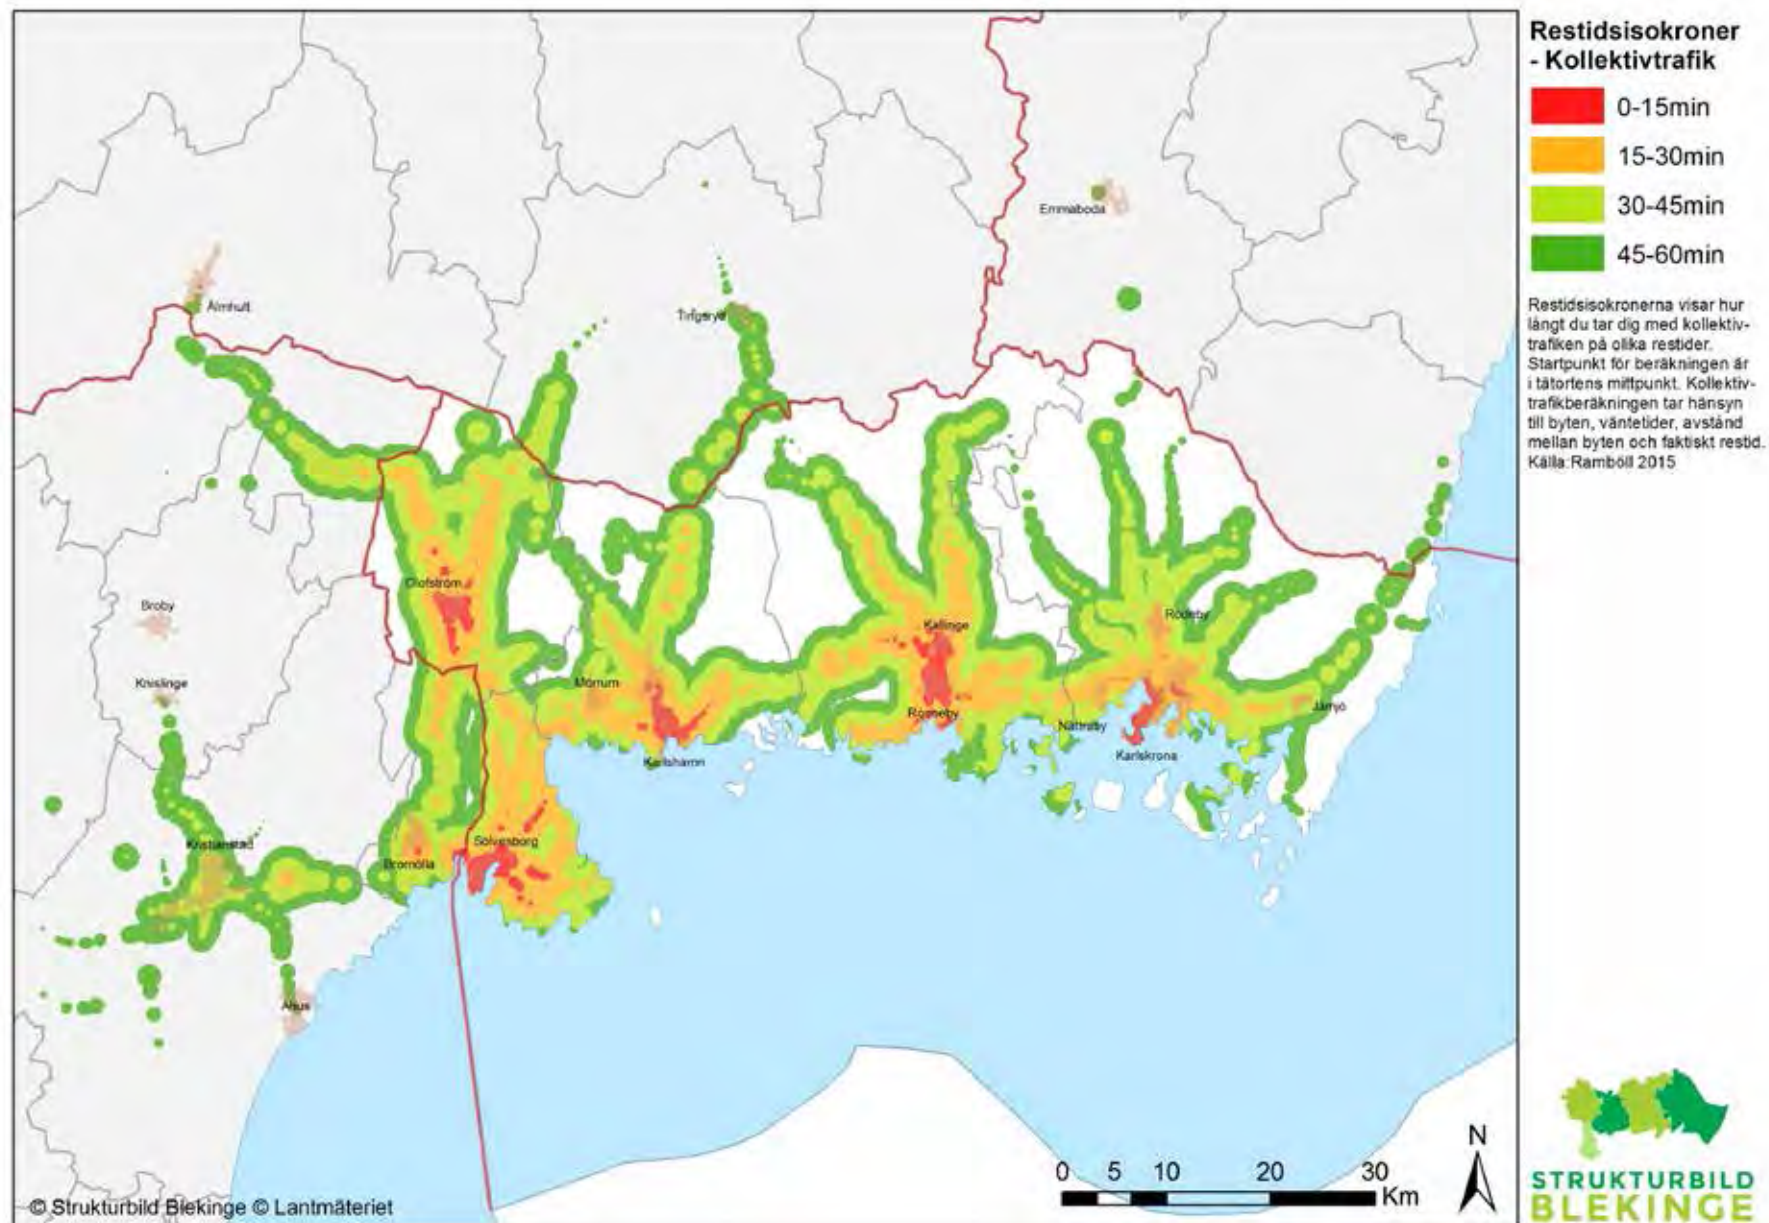 Restidsisokroner
- Kollektivtrafik
0-15min
15-30min
30-45min
45-60min
Restidsisokronerna visar hur
långt du tar dig med kollektiv-
trafiken på olika restider.
Startpunkt för beräkningen är
i tätortens mittpunkt. Kollektiv-
trafikberäkningen tar hänsyn
till byten, väntetider, avstånd
mellan byten och faktiskt restid.
Källa: Ramböll 2015
Emmaboda
Älmhult
Tingsryd
Olofström
Broby
Kallinge
Rödeby
Knislinge
Mörrum
Ronneby
Jämjö
Nättraby
Karlshamn
Karlskrona
Kristianstad
Sölvesborg
Bromölla
Åhus
N
0 5 10 20 30
Km
© Strukturbild Blekinge © Lantmäteriet
STRUKTURBILD
BLEKINGE